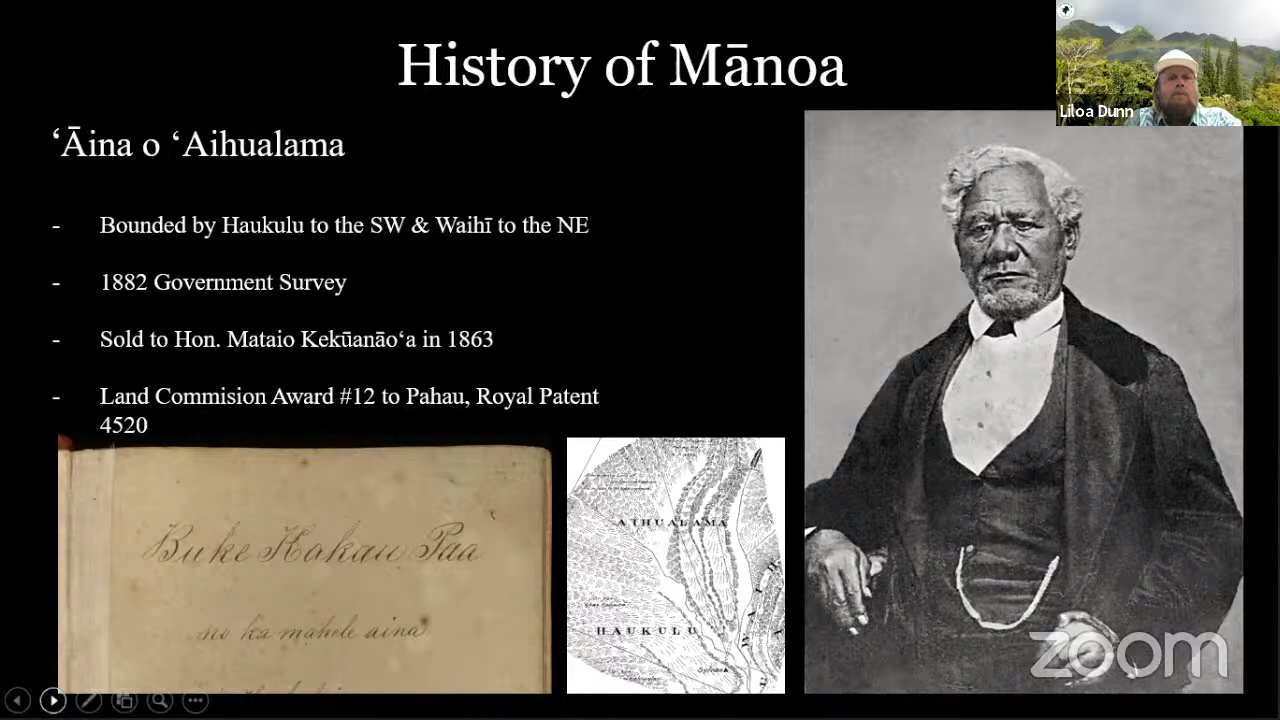 History of Mānoa
Liloa Dunn
ʻĀina o ʻAihualama
- Bounded by Haukulu to the SW & Waihī to the NE
- 1882 Government Survey
- Sold to Hon. Mataio Kekūanāoʻa in 1863
- Land Commision Award #12 to Pahau, Royal Patent
4520
Buke Kakau Paa
no ka mahele aina
AIHUALAMA
HAUKULU
zoom